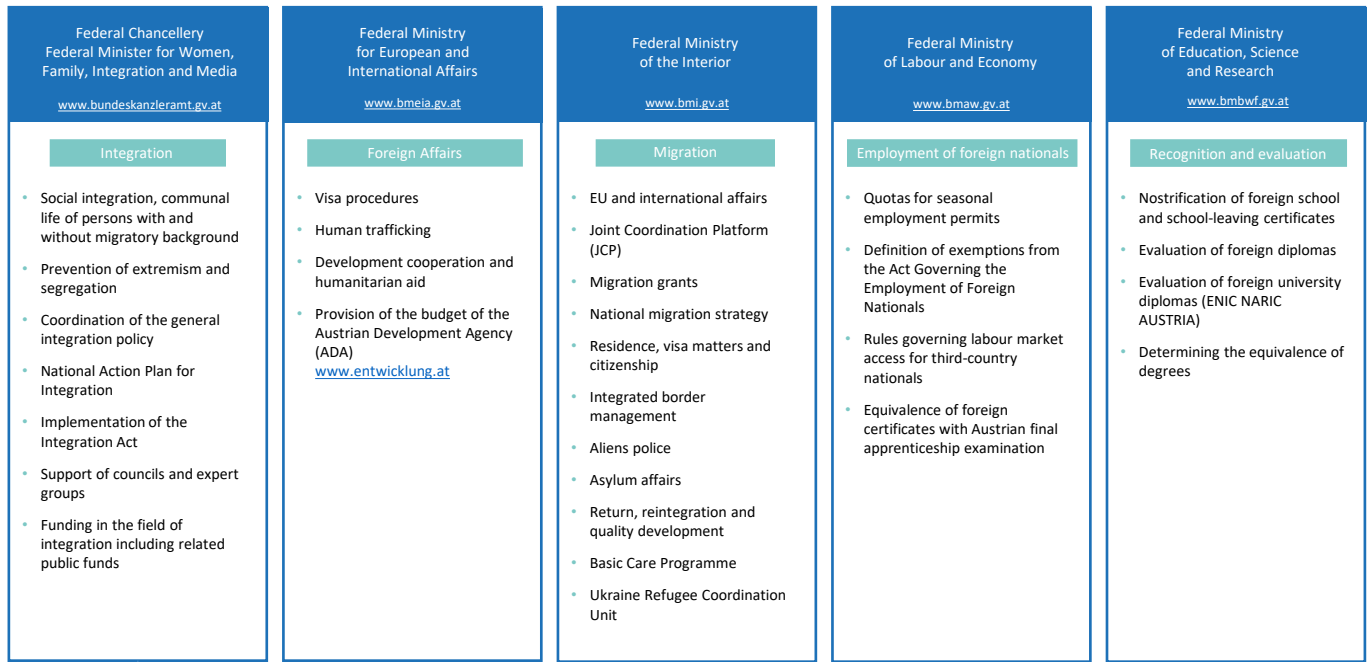 Federal Chancellery
Federal Minister for Women,
Family, Integration and Media
www.bundeskanzleramt.gv.at
Integration
• Social integration, communal
life of persons with and
without migratory background
• Prevention of extremism and
segregation
• Coordination of the general
integration policy
• National Action Plan for
Integration
• Implementation of the
Integration Act
• Support of councils and expert
groups
• Funding in the field of
integration including related
public funds
Federal Ministry
for European and
International Affairs
www.bmeia.gv.at
Foreign Affairs
• Visa procedures
• Human trafficking
• Development cooperation and
humanitarian aid
• Provision of the budget of the
Austrian Development Agency
(ADA)
www.entwicklung.at
Federal Ministry
of the Interior
www.bmi.gv.at
Migration
• EU and international affairs
• Joint Coordination Platform
(JCP)
• Migration grants
• National migration strategy
• Residence, visa matters and
citizenship
• Integrated border
management
• Aliens police
• Asylum affairs
• Return, reintegration and
quality development
• Basic Care Programme
• Ukraine Refugee Coordination
Unit
Federal Ministry
of Labour and Economy
www.bmaw.gv.at
Employment of foreign nationals
• Quotas for seasonal
employment permits
• Definition of exemptions from
the Act Governing the
Employment of Foreign
Nationals
• Rules governing labour market
access for third-country
nationals
• Equivalence of foreign
certificates with Austrian final
apprenticeship examination
Federal Ministry
of Education, Science
and Research
www.bmbwf.gv.at
Recognition and evaluation
• Nostrification of foreign school
and school-leaving certificates
• Evaluation of foreign diplomas
• Evaluation of foreign university
diplomas (ENIC NARIC
AUSTRIA)
• Determining the equivalence of
degrees